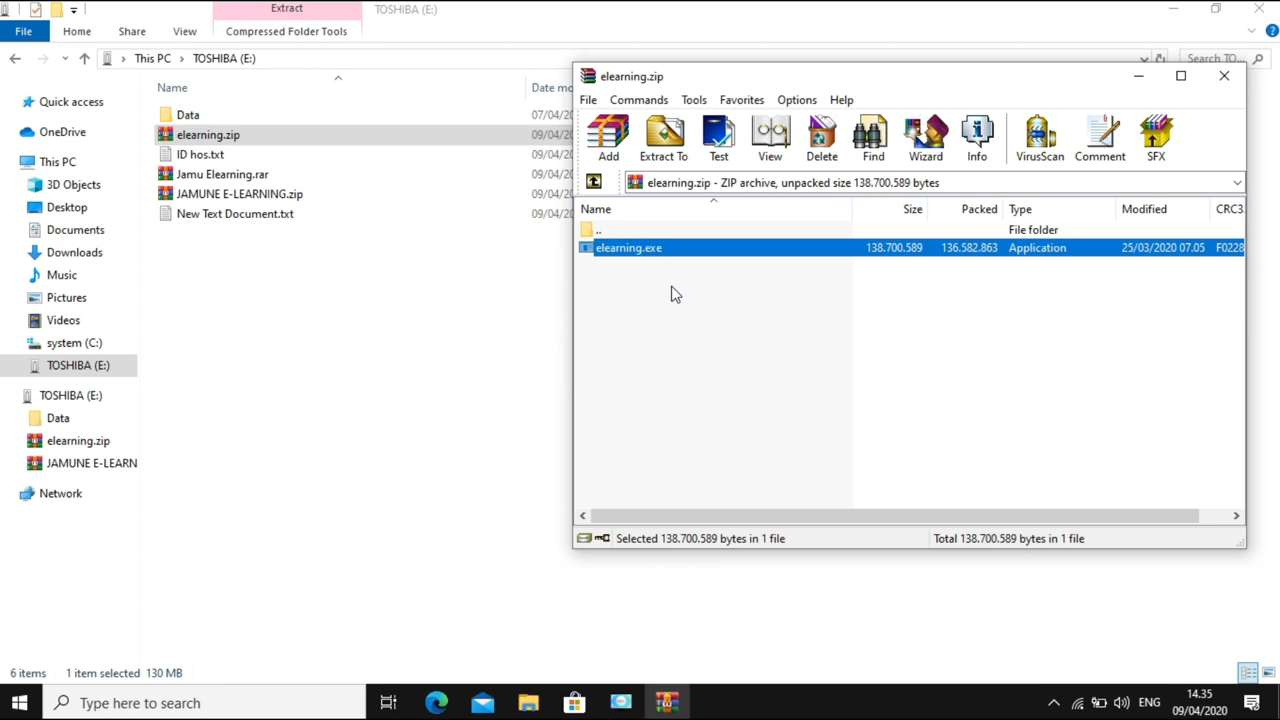 Extract
TOSHIBA (E:)
File
Home
Share
View
Compressed Folder Tools
This PC
TOSHIBA (E:)
Search TO...
Name
Date mo
Quick access
OneDrive
This PC
3D Objects
Desktop
Documents
Downloads
Music
Pictures
Videos
system (C:)
TOSHIBA (E:)
TOSHIBA (E:)
Data
elearning.zip
JAMUNE E-LEARN
Network
Data
07/04/20
elearning.zip
09/04/20
ID hos.txt
09/04/20
Jamu Elearning.rar
09/04/20
JAMUNE E-LEARNING.zip
09/04/20
New Text Document.txt
09/04/20
elearning.zip
File
Commands
Tools
Favorites
Options
Help
Add
Extract To
Test
View
Delete
Find
Wizard
Info
VirusScan
Comment
SFX
elearning.zip - ZIP archive, unpacked size 138.700.589 bytes
Name
Size
Packed
Type
Modified
CRC3
..
File folder
elearning.exe
138.700.589
136.582.863
Application
25/03/2020 07.05
F0228
Selected 138.700.589 bytes in 1 file
Total 138.700.589 bytes in 1 file
6 items
1 item selected 130 MB
Type here to search
ENG
14.35
09/04/2020